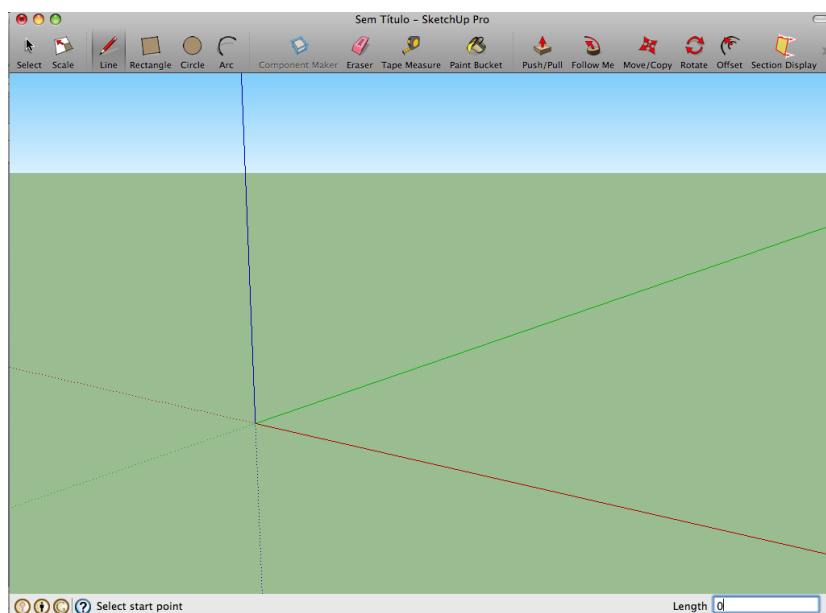 Sem Título – SketchUp Pro
Select Scale Line Rectangle Circle Arc Component Maker Eraser Tape Measure Paint Bucket Push/Pull Follow Me Move/Copy Rotate Offset Section Display
Select start point Length 0